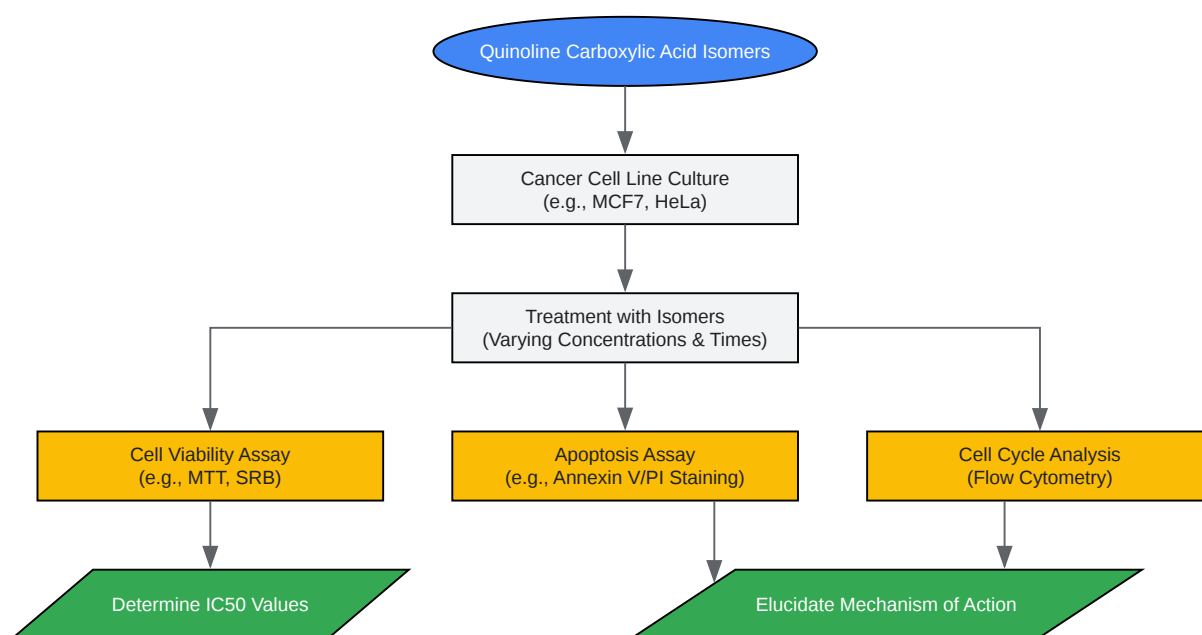 Quinoline Carboxylic Acid Isomers
Cancer Cell Line Culture
(e.g., MCF7, HeLa)
Treatment with Isomers
(Varying Concentrations & Times)
Cell Viability Assay
(e.g., MTT, SRB)
Apoptosis Assay
(e.g., Annexin V/PI Staining)
Cell Cycle Analysis
(Flow Cytometry)
Determine IC50 Values
Elucidate Mechanism of Action